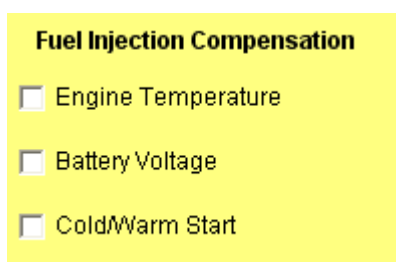 Fuel Injection Compensation
Engine Temperature
Battery Voltage
Cold/Warm Start